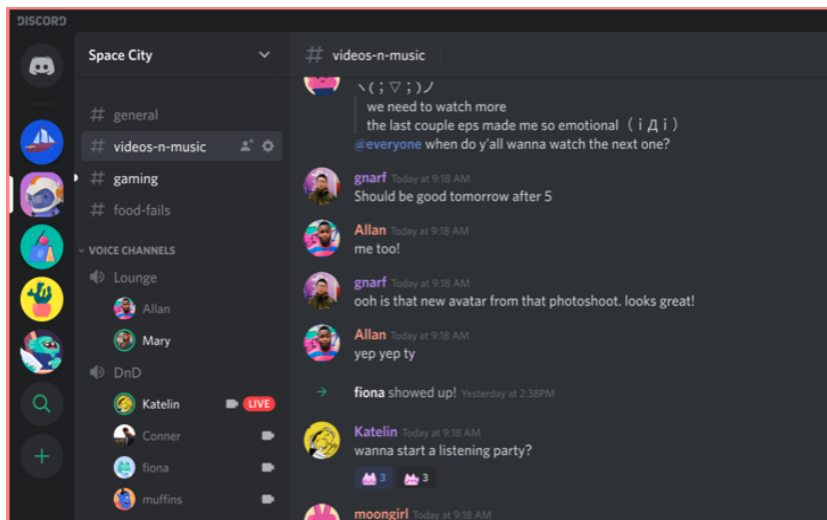 DISCORD
Space City
# general
# videos-n-music
# gaming
# food-fails
VOICE CHANNELS
Lounge
Allan
Mary
DnD
Katelin LIVE
Conner
fiona
muffins
# videos-n-music
ヽ(;▽;)ノ
we need to watch more
the last couple eps made me so emotional (iДi)
@everyone when do y'all wanna watch the next one?
gnarf Today at 9:18 AM
Should be good tomorrow after 5
Allan Today at 9:18 AM
me too!
gnarf Today at 9:18 AM
ooh is that new avatar from that photoshoot. looks great!
Allan Today at 9:18 AM
yep yep ty
fiona showed up! Yesterday at 2:38PM
Katelin Today at 9:18 AM
wanna start a listening party?
3 3
moongirl Today at 9:18 AM